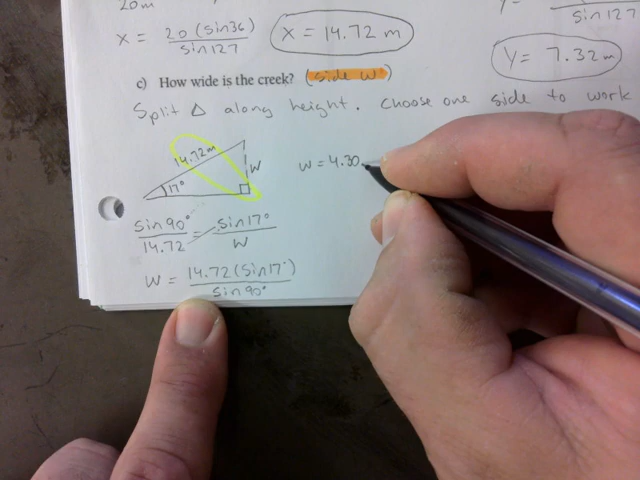 20m
sin127
x = 20 (sin36) / sin127
x = 14.72 m
Y = 7.32 m
c) How wide is the creek? (side w)
Split △ along height. Choose one side to work
14.72m
17°
w
w = 4.30
sin90° / 14.72 = sin17° / w
w = 14.72(sin17°) / sin90°